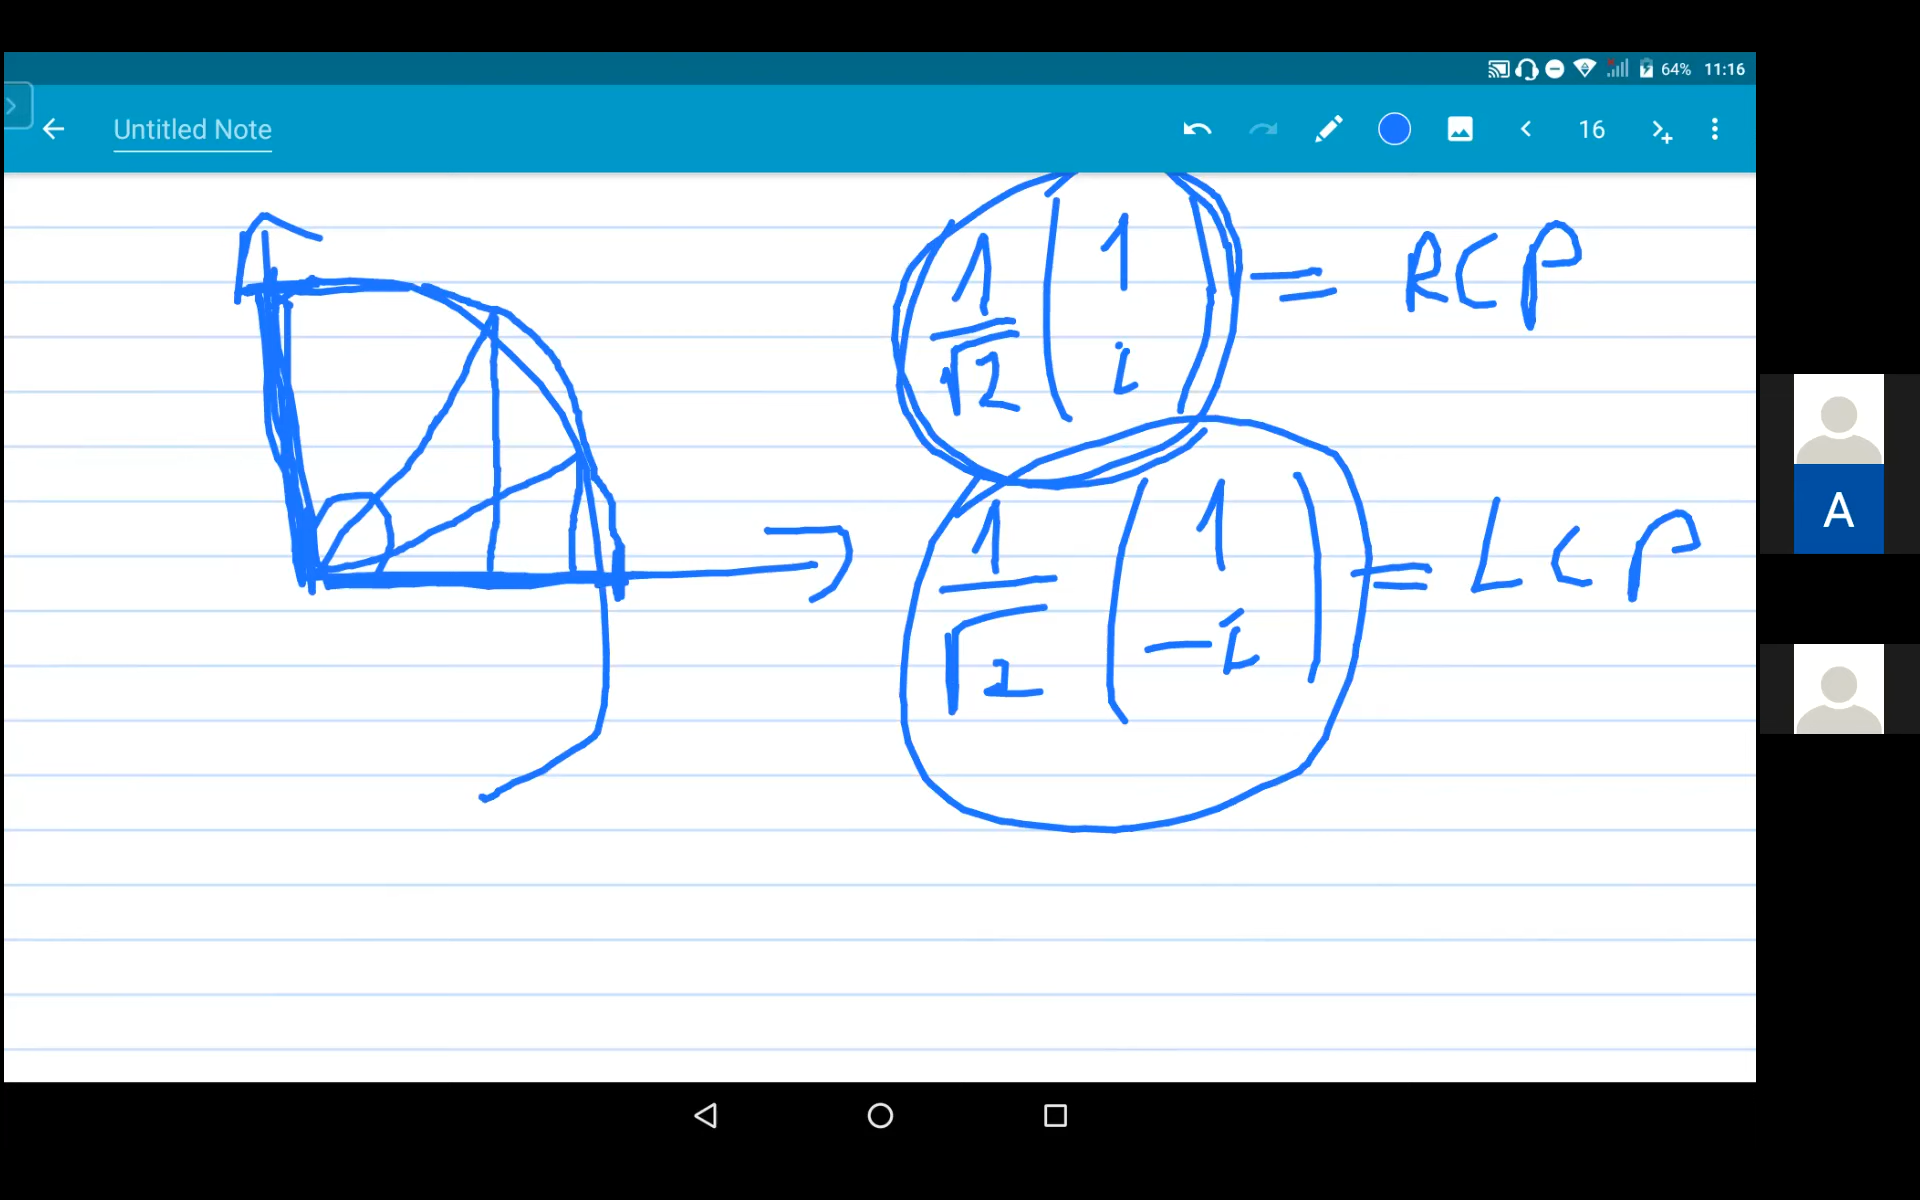 64% 11:16
Untitled Note
16
1/√2 (1 i) = RCP
1/√2 (1 -i) = LCP
A